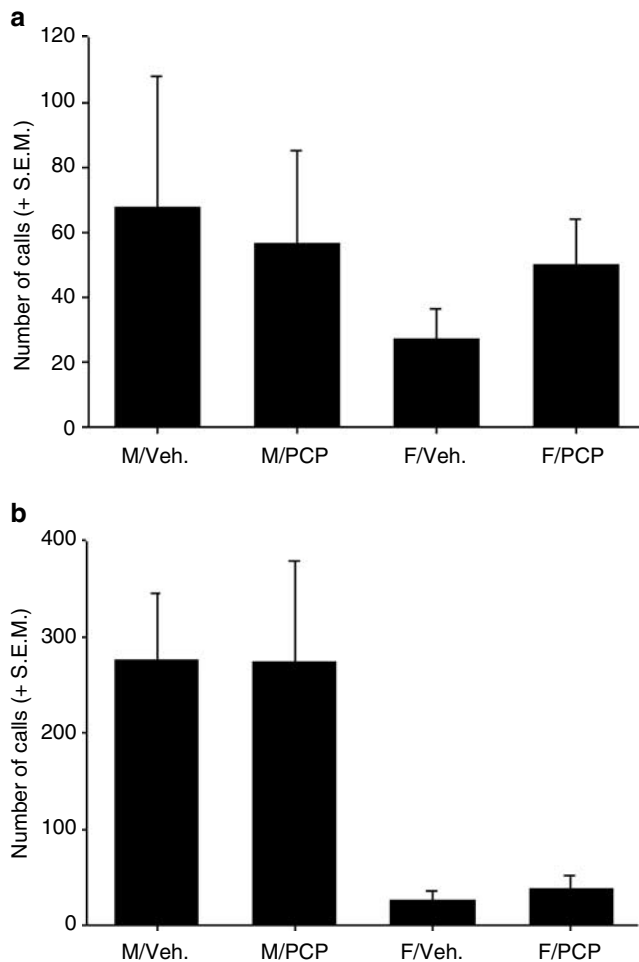 a
120
100
80
60
40
20
0
Number of calls (+ S.E.M.)
M/Veh. M/PCP F/Veh. F/PCP
b
400
300
200
100
0
Number of calls (+ S.E.M.)
M/Veh. M/PCP F/Veh. F/PCP